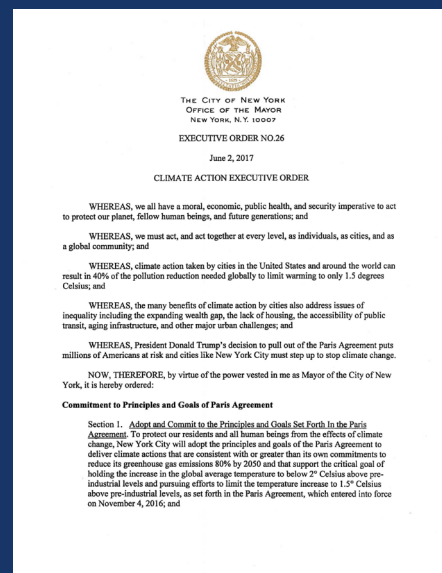 THE CITY OF NEW YORK
OFFICE OF THE MAYOR
NEW YORK, N.Y. 10007
EXECUTIVE ORDER NO.26
June 2, 2017
CLIMATE ACTION EXECUTIVE ORDER
WHEREAS, we all have a moral, economic, public health, and security imperative to act
to protect our planet, fellow human beings, and future generations; and
WHEREAS, we must act, and act together at every level, as individuals, as cities, and as
a global community; and
WHEREAS, climate action taken by cities in the United States and around the world can
result in 40% of the pollution reduction needed globally to limit warming to only 1.5 degrees
Celsius; and
WHEREAS, the many benefits of climate action by cities also address issues of
inequality including the expanding wealth gap, the lack of housing, the accessibility of public
transit, aging infrastructure, and other major urban challenges; and
WHEREAS, President Donald Trump's decision to pull out of the Paris Agreement puts
millions of Americans at risk and cities like New York City must step up to stop climate change.
NOW, THEREFORE, by virtue of the power vested in me as Mayor of the City of New
York, it is hereby ordered:
Commitment to Principles and Goals of Paris Agreement
Section 1. Adopt and Commit to the Principles and Goals Set Forth In the Paris
Agreement. To protect our residents and all human beings from the effects of climate
change, New York City will adopt the principles and goals of the Paris Agreement to
deliver climate actions that are consistent with or greater than its own commitments to
reduce its greenhouse gas emissions 80% by 2050 and that support the critical goal of
holding the increase in the global average temperature to below 2° Celsius above pre-
industrial levels and pursuing efforts to limit the temperature increase to 1.5° Celsius
above pre-industrial levels, as set forth in the Paris Agreement, which entered into force
on November 4, 2016; and